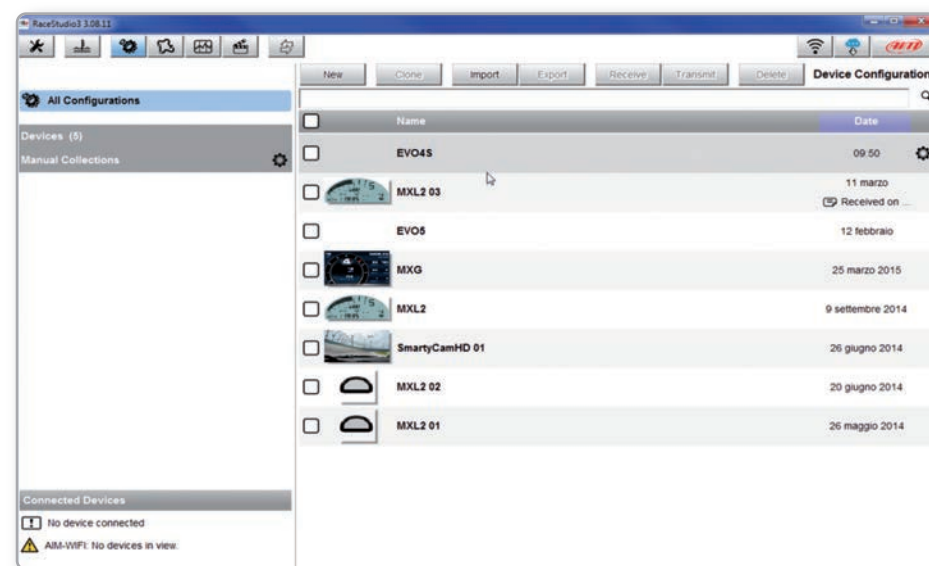 RaceStudio3 3.08.11
AIM
New Clone Import Export Receive Transmit Delete Device Configuration
All Configurations
Name Date
Devices (5)
Manual Collections
EVO4S 09:50
MXL2 03 11 marzo
Received on ...
EVO5 12 febbraio
MXG 25 marzo 2015
MXL2 9 settembre 2014
SmartyCamHD 01 26 giugno 2014
MXL2 02 20 giugno 2014
MXL2 01 26 maggio 2014
Connected Devices
No device connected
AIM-WIFI: No devices in view.